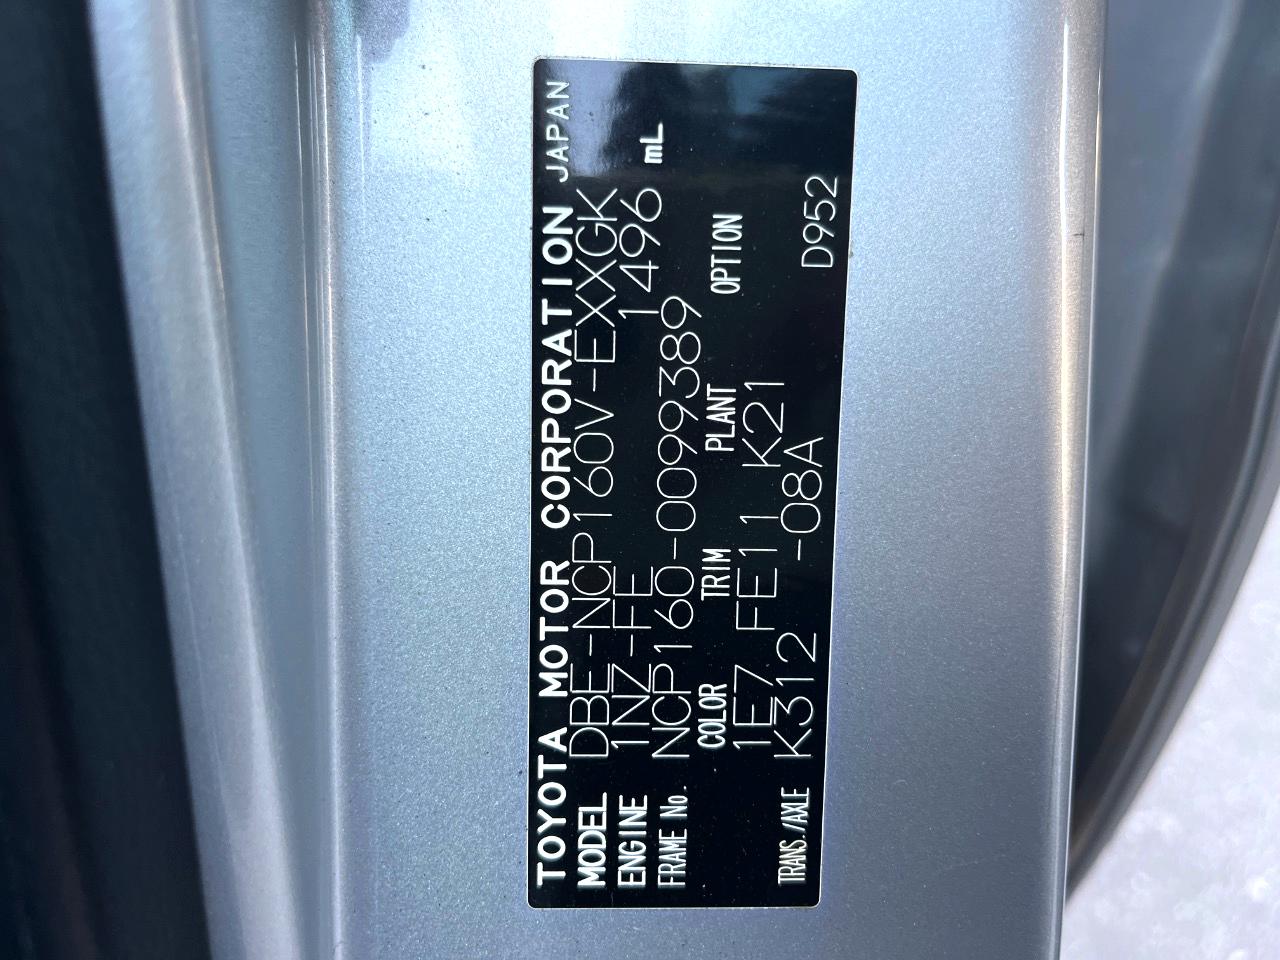 TOYOTA MOTOR CORPORATION JAPAN
MODEL DBE-NCP160V-EXXGK
ENGINE 1NZ-FE 1496 mL
FRAME No. NCP160-0099389
COLOR TRIM PLANT OPTION
1E7 FE11 K21
TRANS./AXLE K312 -08A D952